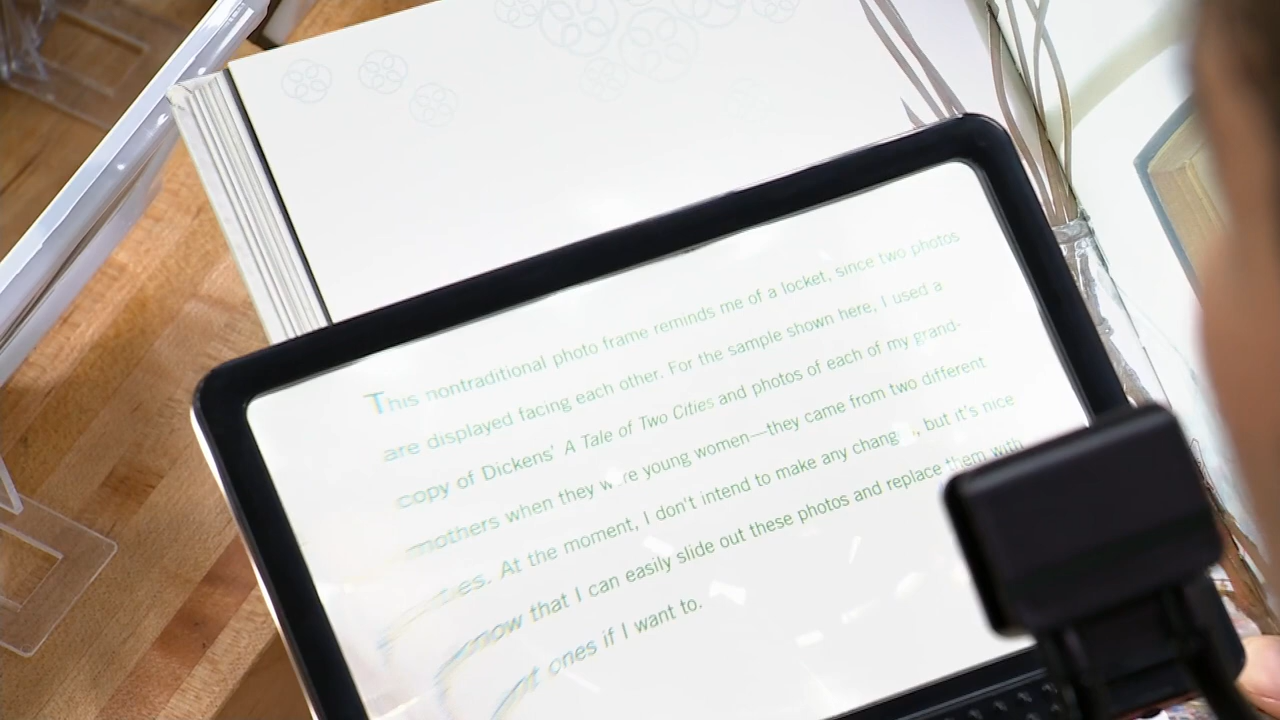 This nontraditional photo frame reminds me of a locket, since two photos
are displayed facing each other. For the sample shown here, I used a
copy of Dickens' A Tale of Two Cities and photos of each of my grand-
mothers when they were young women—they came from two different
At the moment, I don't intend to make any , but it's nice
know that I can easily slide out these photos and replace them with
ones if I want to.